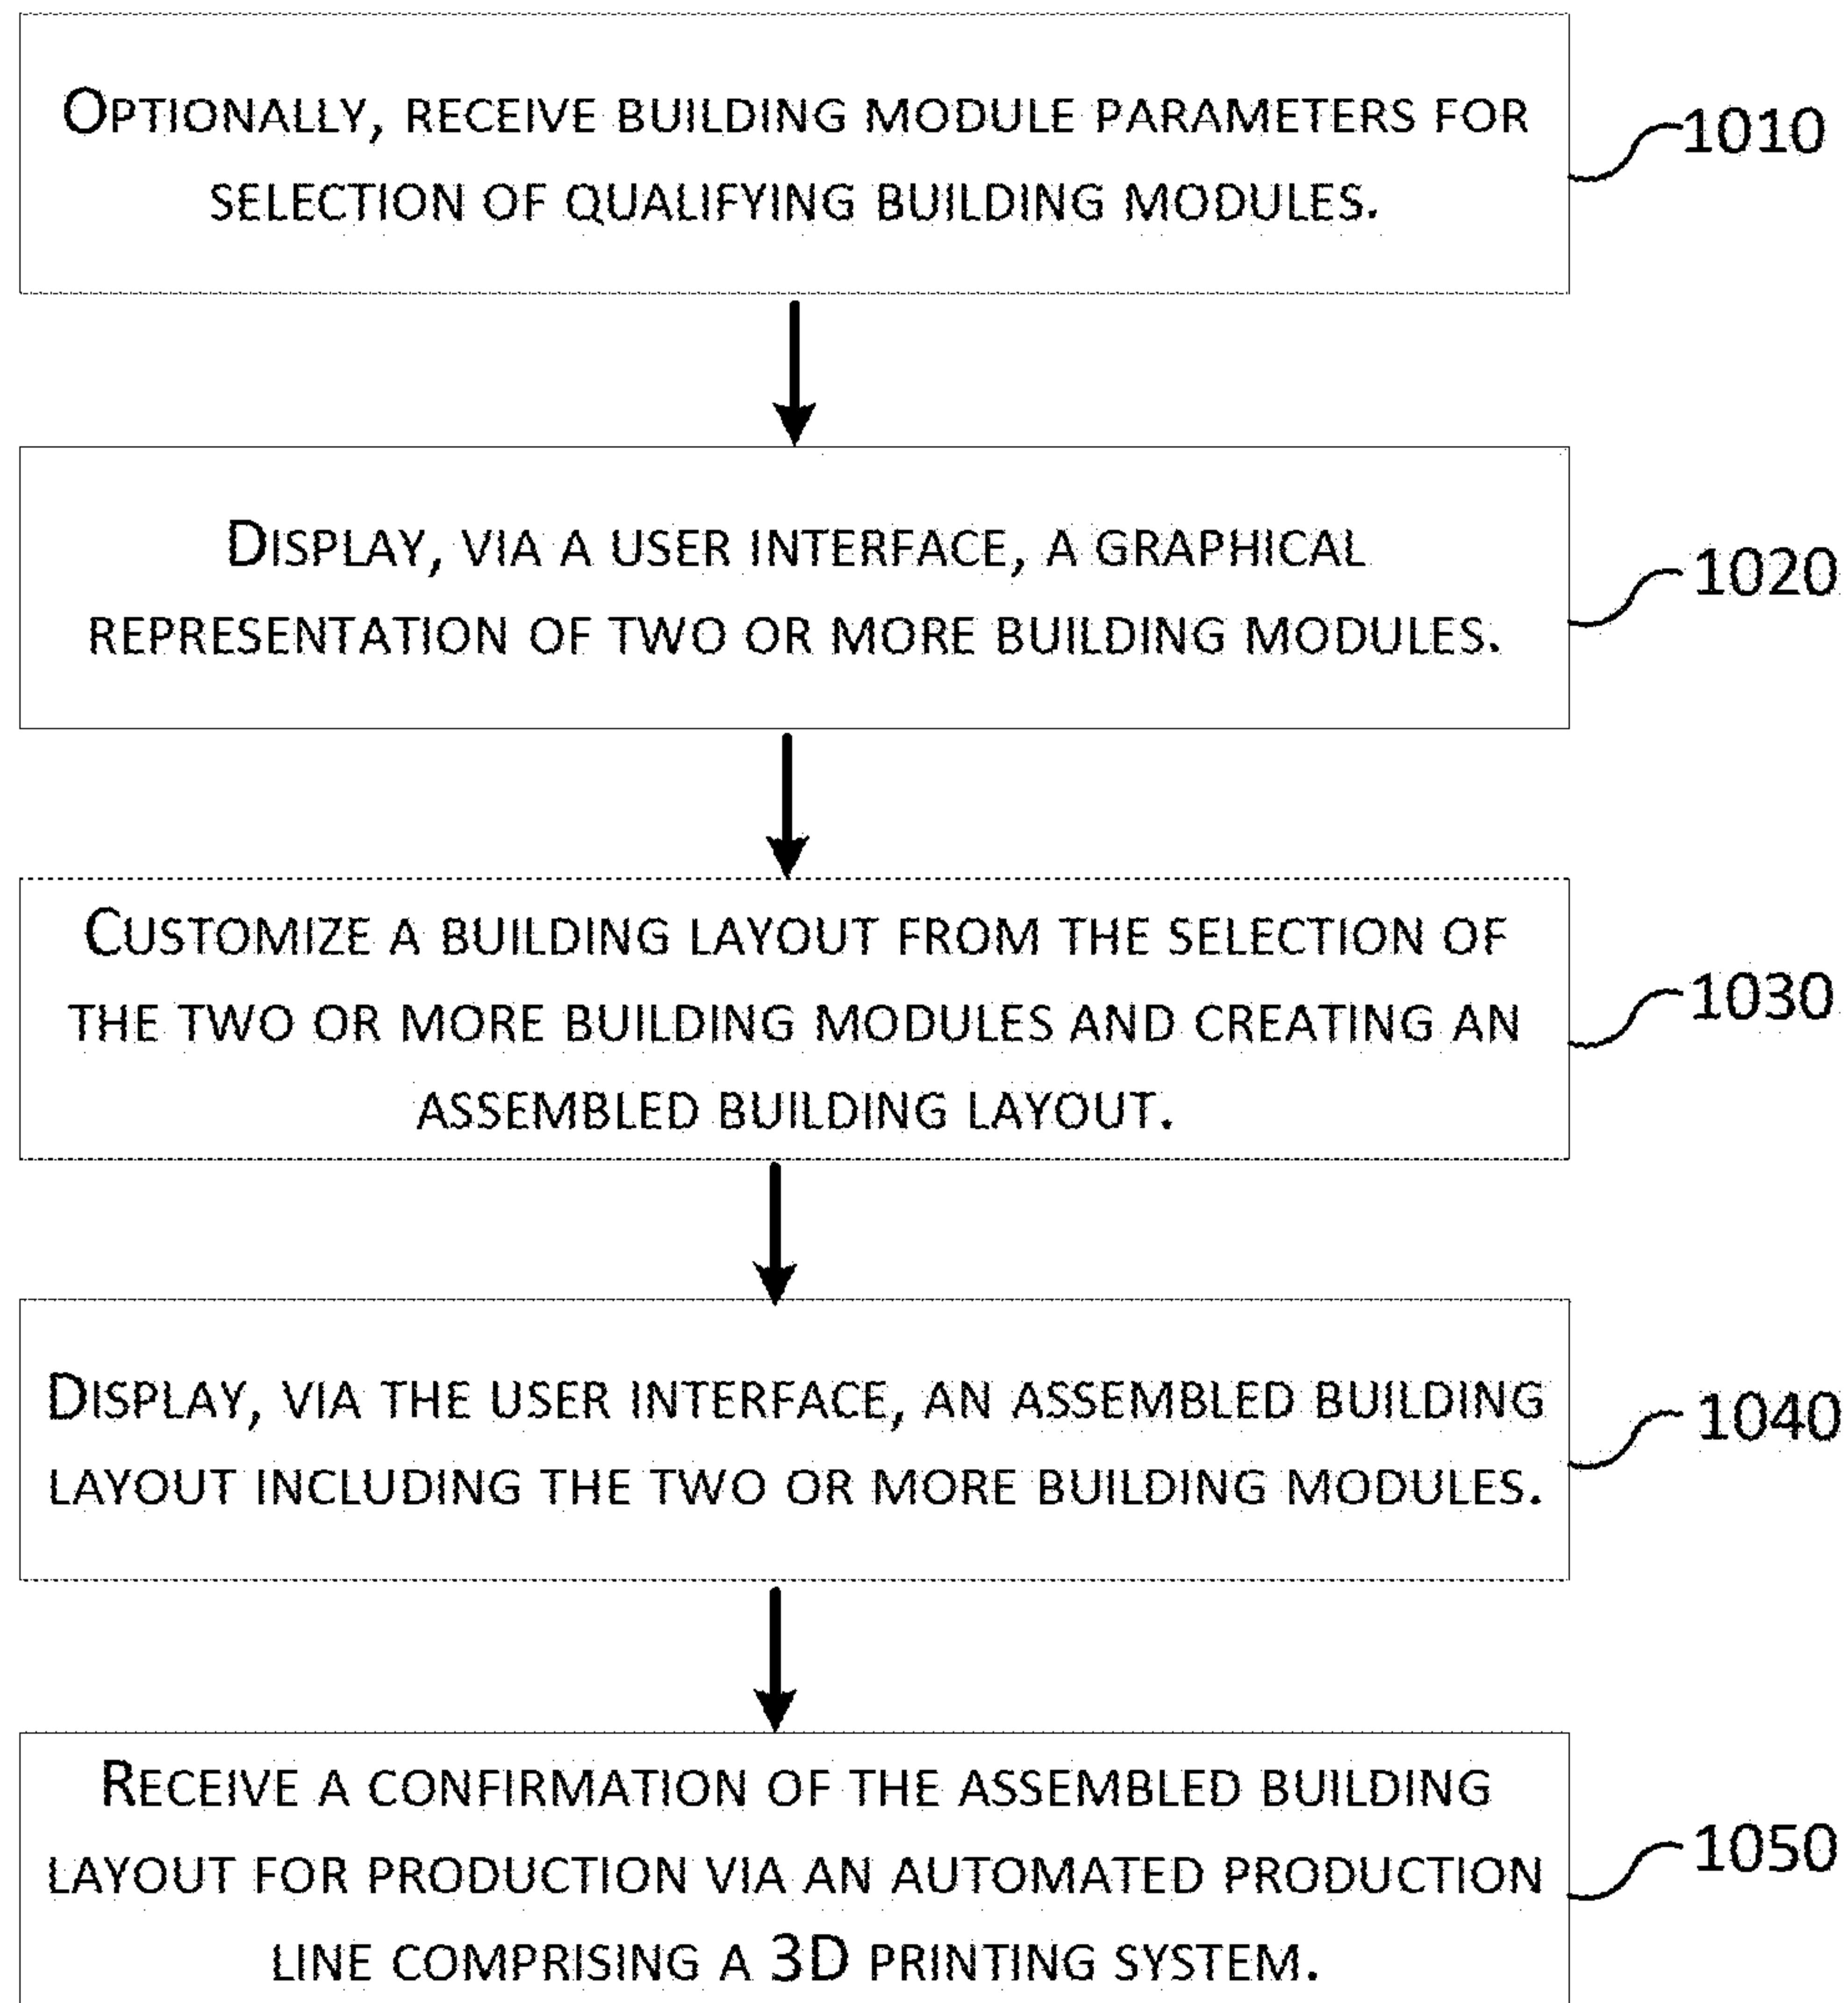 OPTIONALLY, RECEIVE BUILDING MODULE PARAMETERS FOR
SELECTION OF QUALIFYING BUILDING MODULES.
1010
DISPLAY, VIA A USER INTERFACE, A GRAPHICAL
REPRESENTATION OF TWO OR MORE BUILDING MODULES.
1020
CUSTOMIZE A BUILDING LAYOUT FROM THE SELECTION OF
THE TWO OR MORE BUILDING MODULES AND CREATING AN
ASSEMBLED BUILDING LAYOUT.
1030
DISPLAY, VIA THE USER INTERFACE, AN ASSEMBLED BUILDING
LAYOUT INCLUDING THE TWO OR MORE BUILDING MODULES.
1040
RECEIVE A CONFIRMATION OF THE ASSEMBLED BUILDING
LAYOUT FOR PRODUCTION VIA AN AUTOMATED PRODUCTION
LINE COMPRISING A 3D PRINTING SYSTEM.
1050